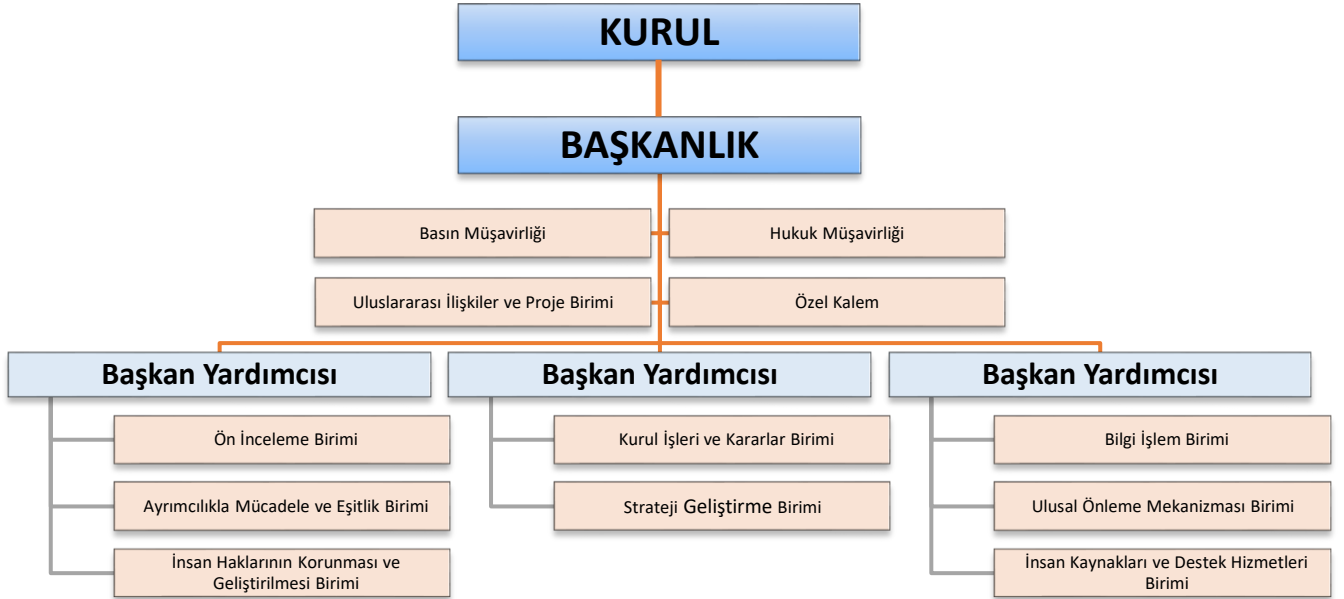 KURUL
BAŞKANLIK
Basın Müşavirliği
Hukuk Müşavirliği
Uluslararası İlişkiler ve Proje Birimi
Özel Kalem
Başkan Yardımcısı
Ön İnceleme Birimi
Ayrımcılıkla Mücadele ve Eşitlik Birimi
İnsan Haklarının Korunması ve
Geliştirilmesi Birimi
Başkan Yardımcısı
Kurul İşleri ve Kararlar Birimi
Strateji Geliştirme Birimi
Başkan Yardımcısı
Bilgi İşlem Birimi
Ulusal Önleme Mekanizması Birimi
İnsan Kaynakları ve Destek Hizmetleri
Birimi